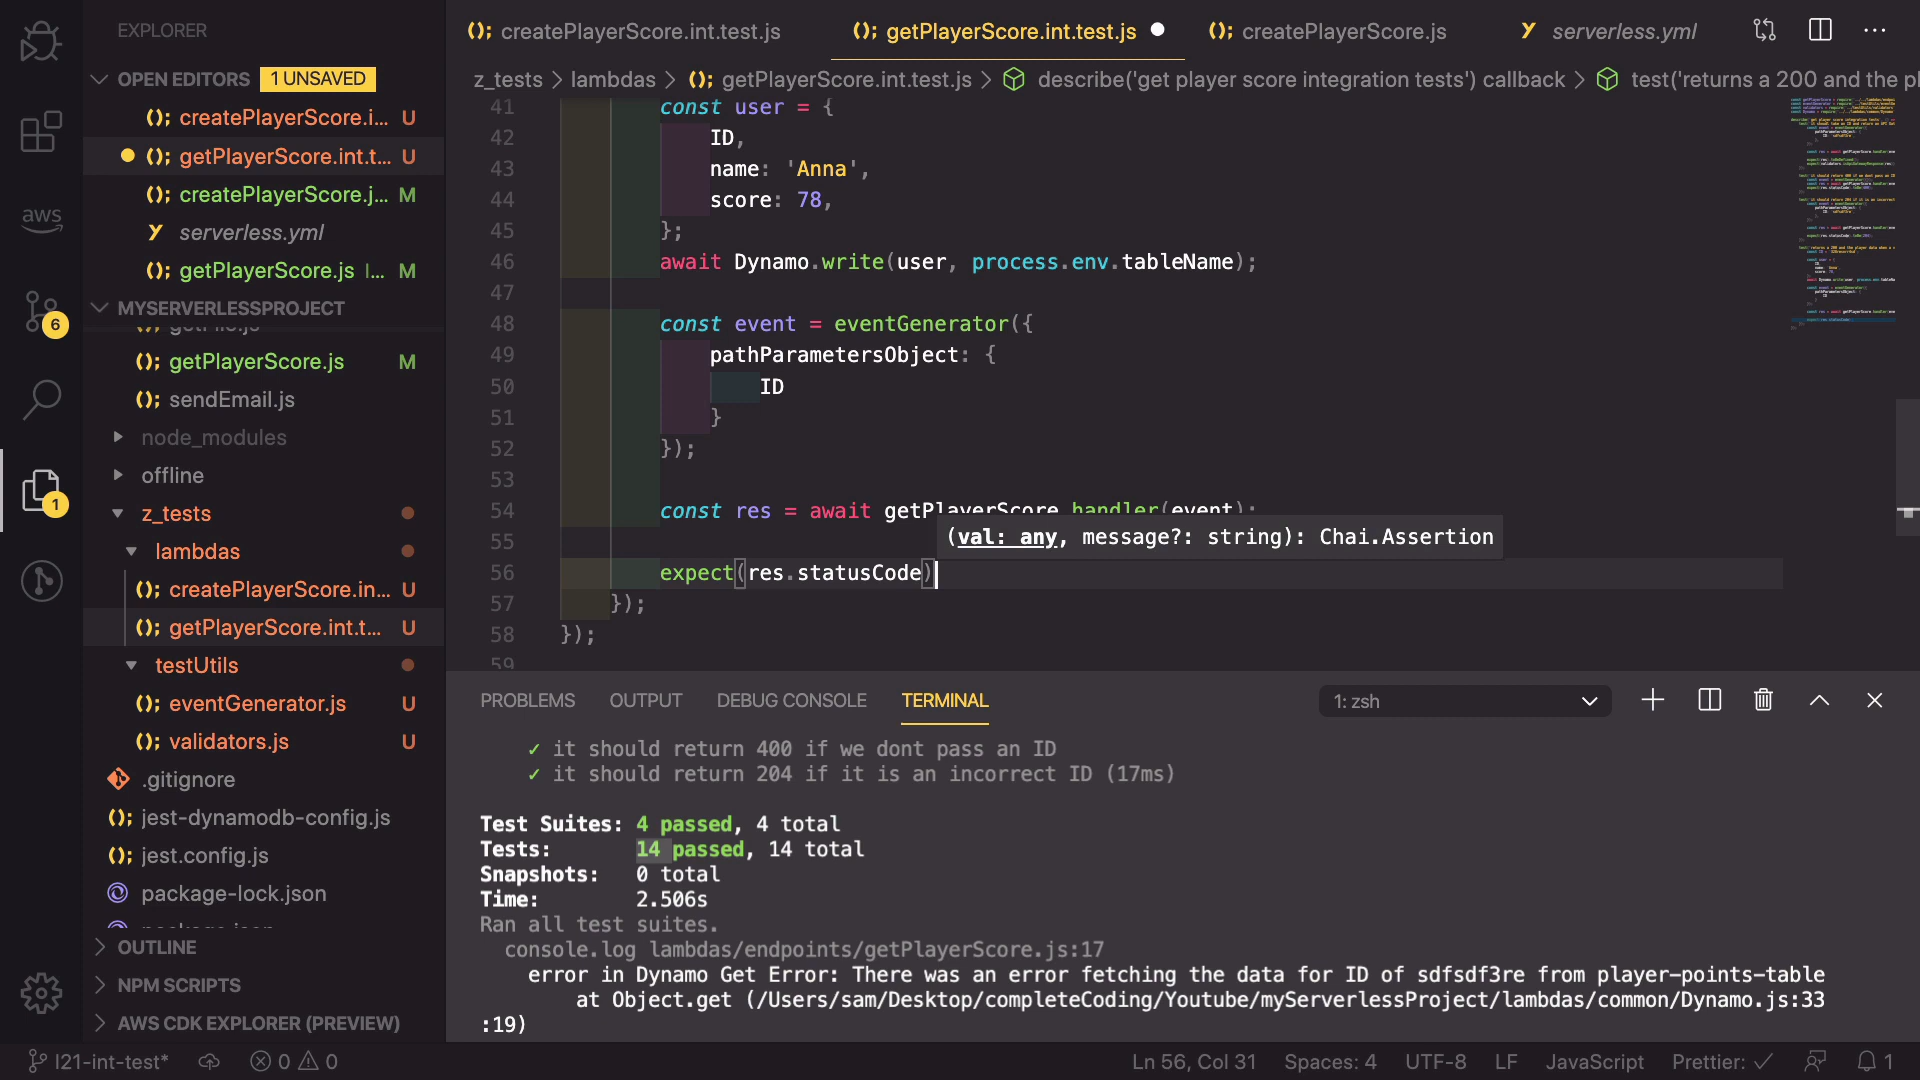 EXPLORER
OPEN EDITORS 1 UNSAVED
(); createPlayerScore.i... U
(); getPlayerScore.int.t... U
(); createPlayerScore.j... M
serverless.yml
(); getPlayerScore.js l... M
MYSERVERLESSPROJECT
(); getPlayerScore.js M
(); sendEmail.js
node_modules
offline
z_tests
lambdas
(); createPlayerScore.in... U
(); getPlayerScore.int.t... U
testUtils
(); eventGenerator.js U
(); validators.js U
.gitignore
(); jest-dynamodb-config.js
(); jest.config.js
package-lock.json
OUTLINE
NPM SCRIPTS
AWS CDK EXPLORER (PREVIEW)
aws
6
1
(); createPlayerScore.int.test.js (); getPlayerScore.int.test.js (); createPlayerScore.js serverless.yml
z_tests > lambdas > (); getPlayerScore.int.test.js > describe('get player score integration tests') callback > test('returns a 200 and the pl
41 const user = {
42 ID,
43 name: 'Anna',
44 score: 78,
45 };
46 await Dynamo.write(user, process.env.tableName);
47
48 const event = eventGenerator({
49 pathParametersObject: {
50 ID
51 }
52 });
53
54 const res = await getPlayerScore.handler(event);
(val: any, message?: string): Chai.Assertion
55
56 expect(res.statusCode)
57 });
58 });
59
PROBLEMS OUTPUT DEBUG CONSOLE TERMINAL 1: zsh
✓ it should return 400 if we dont pass an ID
✓ it should return 204 if it is an incorrect ID (17ms)
Test Suites: 4 passed, 4 total
Tests: 14 passed, 14 total
Snapshots: 0 total
Time: 2.506s
Ran all test suites.
console.log lambdas/endpoints/getPlayerScore.js:17
error in Dynamo Get Error: There was an error fetching the data for ID of sdfsdf3re from player-points-table
at Object.get (/Users/sam/Desktop/completeCoding/Youtube/myServerlessProject/lambdas/common/Dynamo.js:33
:19)
l21-int-test* 0 0 Ln 56, Col 31 Spaces: 4 UTF-8 LF JavaScript Prettier: ✓ 1